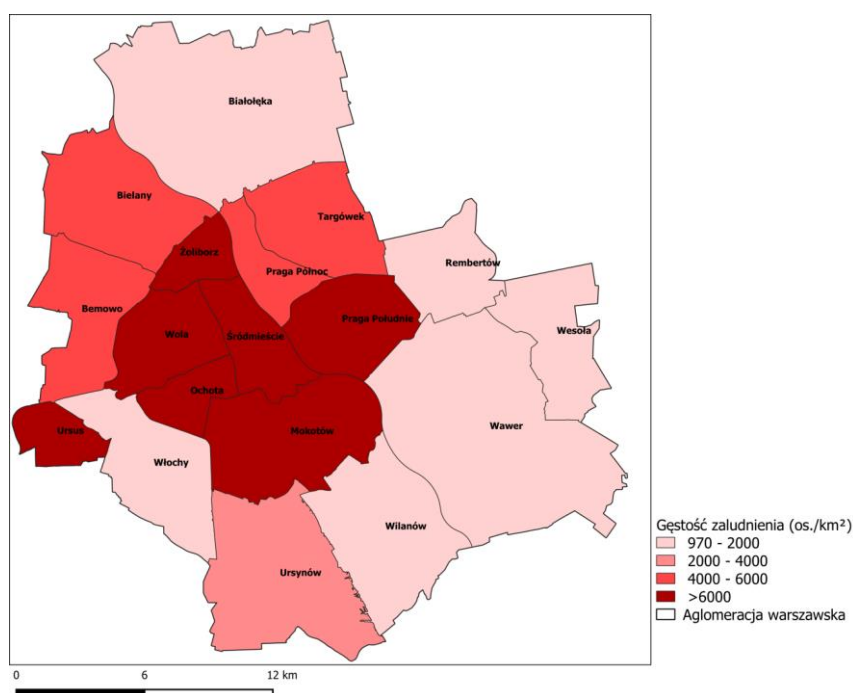 Białołęka
Bielany
Targówek
Żoliborz
Rembertów
Praga Północ
Bemowo
Praga Południe
Wola
Śródmieście
Wesoła
Ochota
Ursus
Mokotów
Wawer
Włochy
Wilanów
Ursynów
Gęstość zaludnienia (os./km²)
970 - 2000
2000 - 4000
4000 - 6000
>6000
Aglomeracja warszawska
0 6 12 km